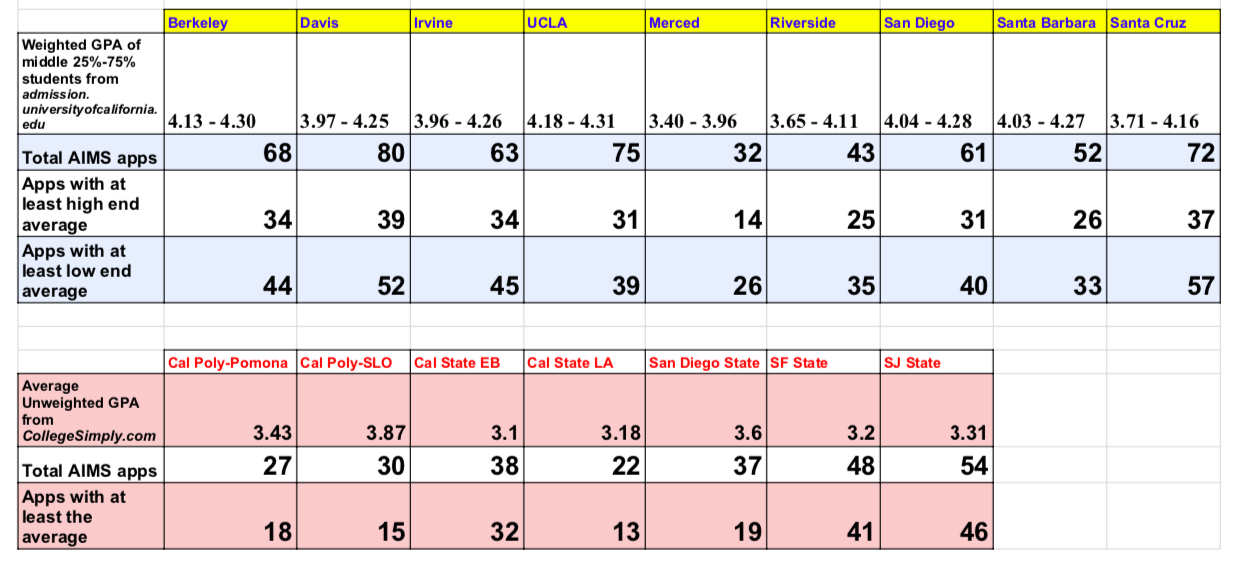 Berkeley Davis Irvine UCLA Merced Riverside San Diego Santa Barbara Santa Cruz
Weighted GPA of
middle 25%-75%
students from
admission.
universityofcalifornia.
edu 4.13 - 4.30 3.97 - 4.25 3.96 - 4.26 4.18 - 4.31 3.40 - 3.96 3.65 - 4.11 4.04 - 4.28 4.03 - 4.27 3.71 - 4.16
Total AIMS apps 68 80 63 75 32 43 61 52 72
Apps with at
least high end
average 34 39 34 31 14 25 31 26 37
Apps with at
least low end
average 44 52 45 39 26 35 40 33 57
Cal Poly-Pomona Cal Poly-SLO Cal State EB Cal State LA San Diego State SF State SJ State
Average
Unweighted GPA
from
CollegeSimply.com 3.43 3.87 3.1 3.18 3.6 3.2 3.31
Total AIMS apps 27 30 38 22 37 48 54
Apps with at
least the
average 18 15 32 13 19 41 46